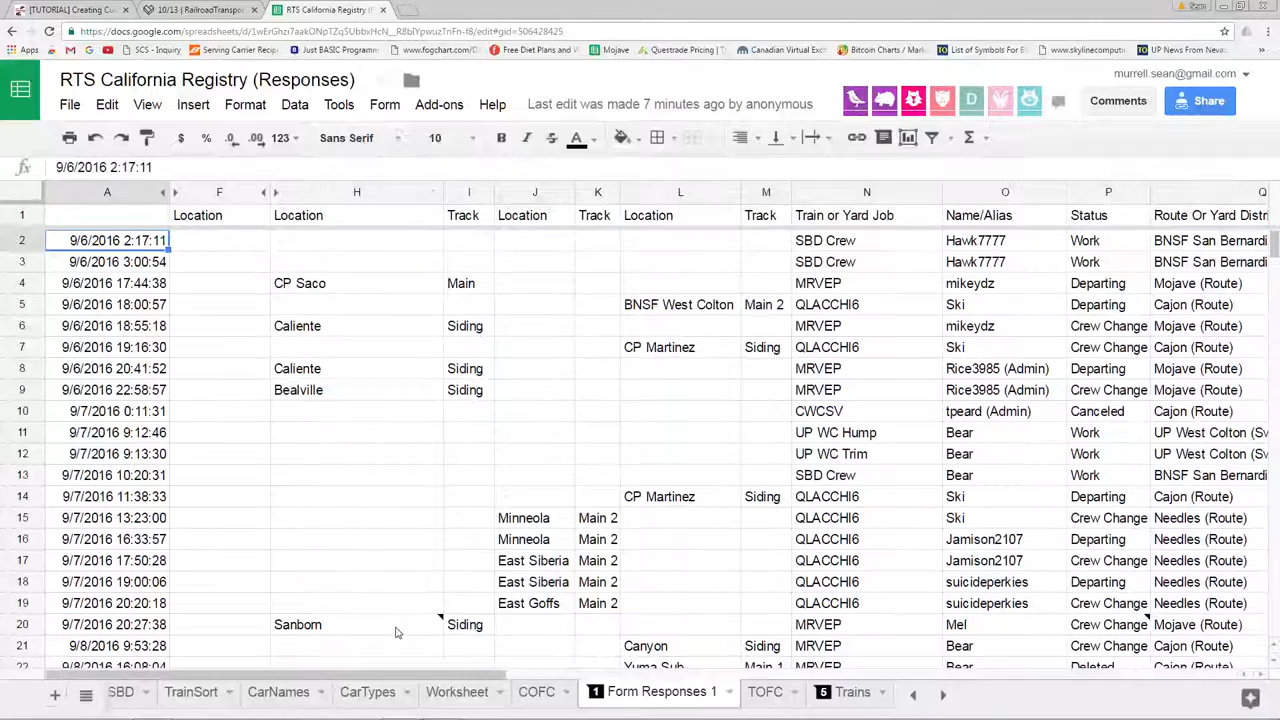 [TUTORIAL] Creating Cu
10/13 | RailroadTranspor
RTS California Registry (F
https://docs.google.com/spreadsheets/d/1wErGhzi7aakONpTZq5UbbxHcN__R8bIYpwuzTnFn-f8/edit#gid=506428425
Apps SCS - Inquiry Serving Carrier Recip Just BASIC Programm www.fogchart.com/pd Free Diet Plans and W Mojave Questrade Pricing | C Canadian Virtual Exch Bitcoin Charts / Mark List of Symbols For B www.skylinecomputi UP News From Neva
RTS California Registry (Responses)
murrell.sean@gmail.com
File Edit View Insert Format Data Tools Form Add-ons Help Last edit was made 7 minutes ago by anonymous
D
Comments Share
$ % .0 .00 123 Sans Serif 10 B I S A Σ
fx 9/6/2016 2:17:11
A F H I J K L M N O P Q
1 Location Location Track Location Track Location Track Train or Yard Job Name/Alias Status Route Or Yard Distri
2 9/6/2016 2:17:11 SBD Crew Hawk7777 Work BNSF San Bernardi
3 9/6/2016 3:00:54 SBD Crew Hawk7777 Work BNSF San Bernardi
4 9/6/2016 17:44:38 CP Saco Main MRVEP mikeydz Departing Mojave (Route)
5 9/6/2016 18:00:57 BNSF West Colton Main 2 QLACCHI6 Ski Departing Cajon (Route)
6 9/6/2016 18:55:18 Caliente Siding MRVEP mikeydz Crew Change Mojave (Route)
7 9/6/2016 19:16:30 CP Martinez Siding QLACCHI6 Ski Crew Change Cajon (Route)
8 9/6/2016 20:41:52 Caliente Siding MRVEP Rice3985 (Admin) Departing Mojave (Route)
9 9/6/2016 22:58:57 Bealville Siding MRVEP Rice3985 (Admin) Crew Change Mojave (Route)
10 9/7/2016 0:11:31 CWCSV tpeard (Admin) Canceled Cajon (Route)
11 9/7/2016 9:12:46 UP WC Hump Bear Work UP West Colton (Sv
12 9/7/2016 9:13:30 UP WC Trim Bear Work UP West Colton (Sv
13 9/7/2016 10:20:31 SBD Crew Bear Work BNSF San Bernardi
14 9/7/2016 11:38:33 CP Martinez Siding QLACCHI6 Ski Departing Cajon (Route)
15 9/7/2016 13:23:00 Minneola Main 2 QLACCHI6 Ski Crew Change Needles (Route)
16 9/7/2016 16:33:57 Minneola Main 2 QLACCHI6 Jamison2107 Departing Needles (Route)
17 9/7/2016 17:50:28 East Siberia Main 2 QLACCHI6 Jamison2107 Crew Change Needles (Route)
18 9/7/2016 19:00:06 East Siberia Main 2 QLACCHI6 suicideperkies Departing Needles (Route)
19 9/7/2016 20:20:18 East Goffs Main 2 QLACCHI6 suicideperkies Crew Change Needles (Route)
20 9/7/2016 20:27:38 Sanborn Siding MRVEP Mel Crew Change Mojave (Route)
21 9/8/2016 9:53:28 Canyon Siding MRVEP Bear Crew Change Cajon (Route)
22 9/8/2016 16:08:04 Yuma Sub Main 1 MRVEP Bear Deleted Cajon (Route)
SBD TrainSort CarNames CarTypes Worksheet COFC 1 Form Responses 1 TOFC 5 Trains